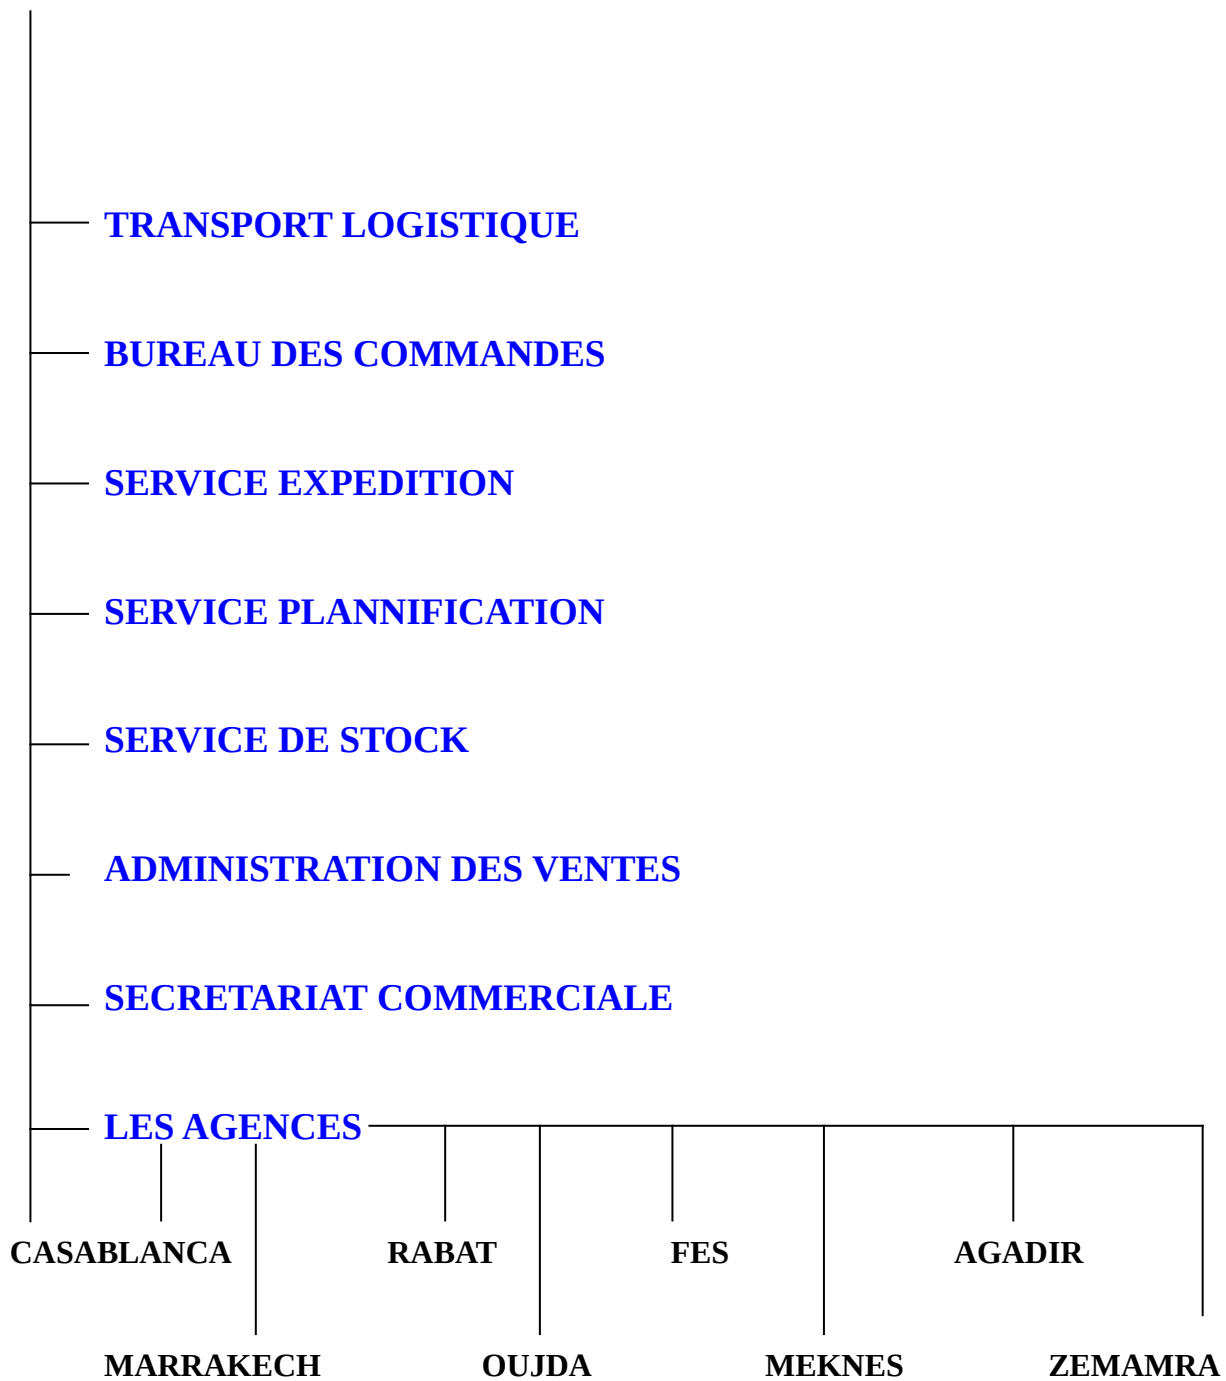 TRANSPORT LOGISTIQUE
BUREAU DES COMMANDES
SERVICE EXPEDITION
SERVICE PLANNIFICATION
SERVICE DE STOCK
ADMINISTRATION DES VENTES
SECRETARIAT COMMERCIALE
LES AGENCES
CASABLANCA RABAT FES AGADIR
MARRAKECH OUJDA MEKNES ZEMAMRA